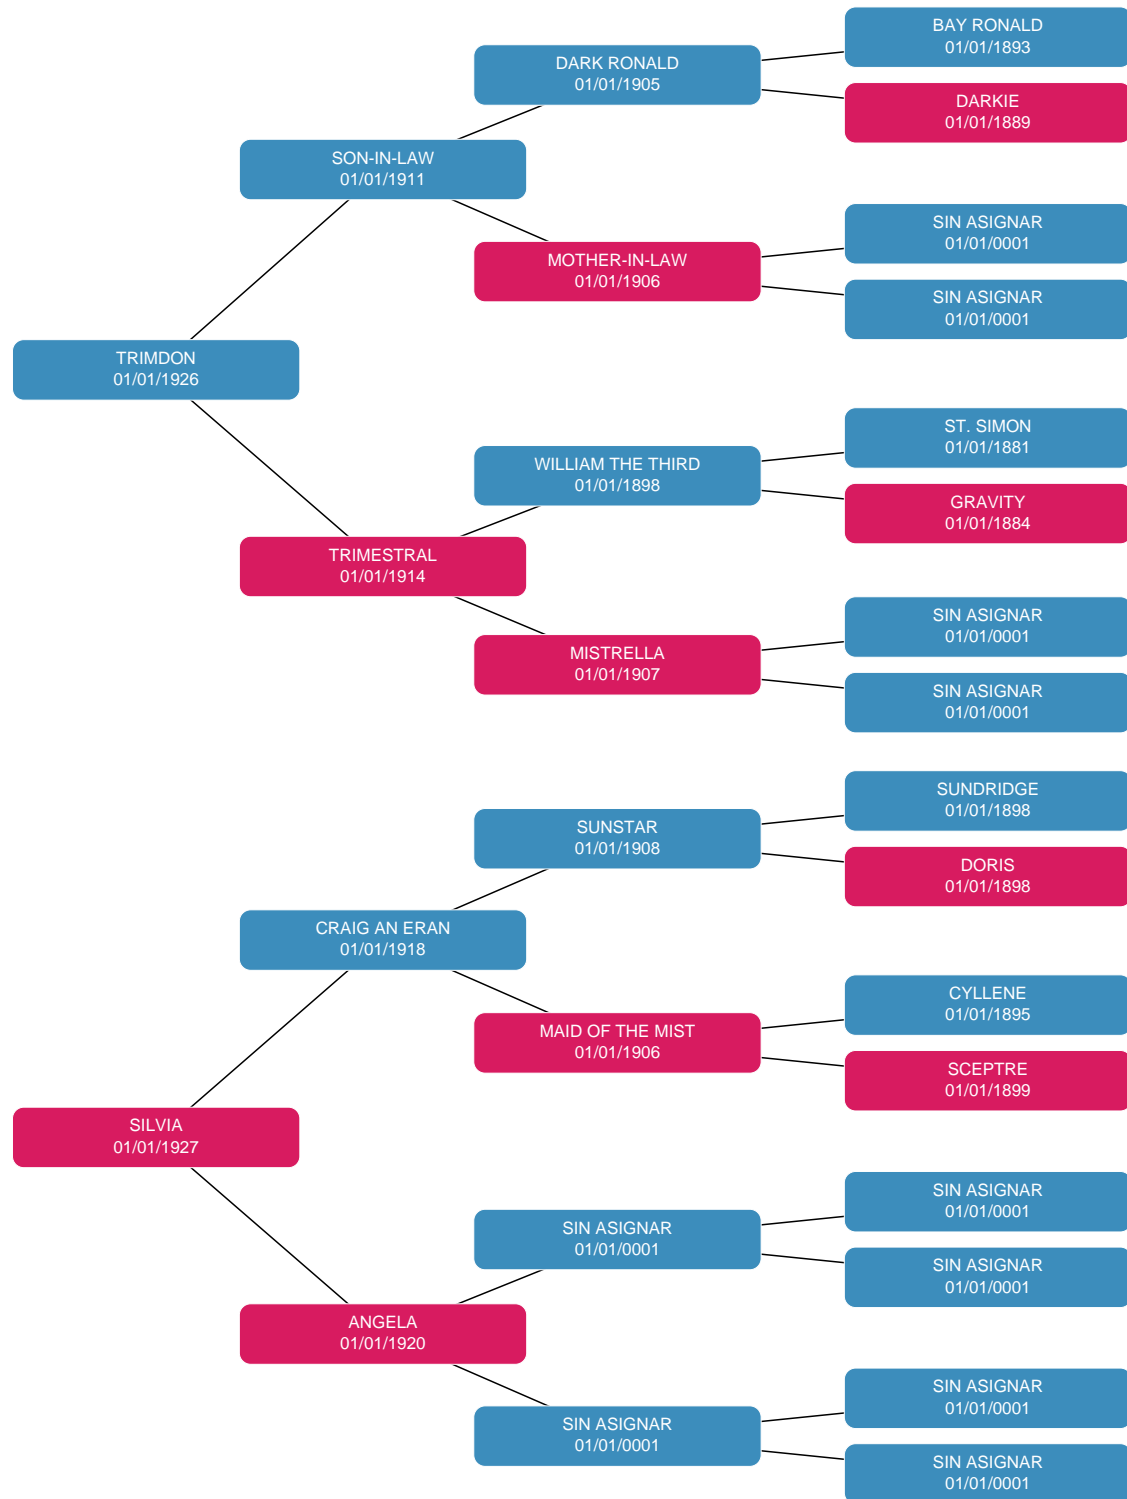 BAY RONALD
01/01/1893
DARK RONALD
01/01/1905
DARKIE
01/01/1889
SON-IN-LAW
01/01/1911
SIN ASIGNAR
01/01/0001
MOTHER-IN-LAW
01/01/1906
SIN ASIGNAR
01/01/0001
TRIMDON
01/01/1926
ST. SIMON
01/01/1881
WILLIAM THE THIRD
01/01/1898
GRAVITY
01/01/1884
TRIMESTRAL
01/01/1914
SIN ASIGNAR
01/01/0001
MISTRELLA
01/01/1907
SIN ASIGNAR
01/01/0001
SUNDRIDGE
01/01/1898
SUNSTAR
01/01/1908
DORIS
01/01/1898
CRAIG AN ERAN
01/01/1918
CYLLENE
01/01/1895
MAID OF THE MIST
01/01/1906
SCEPTRE
01/01/1899
SILVIA
01/01/1927
SIN ASIGNAR
01/01/0001
SIN ASIGNAR
01/01/0001
SIN ASIGNAR
01/01/0001
ANGELA
01/01/1920
SIN ASIGNAR
01/01/0001
SIN ASIGNAR
01/01/0001
SIN ASIGNAR
01/01/0001